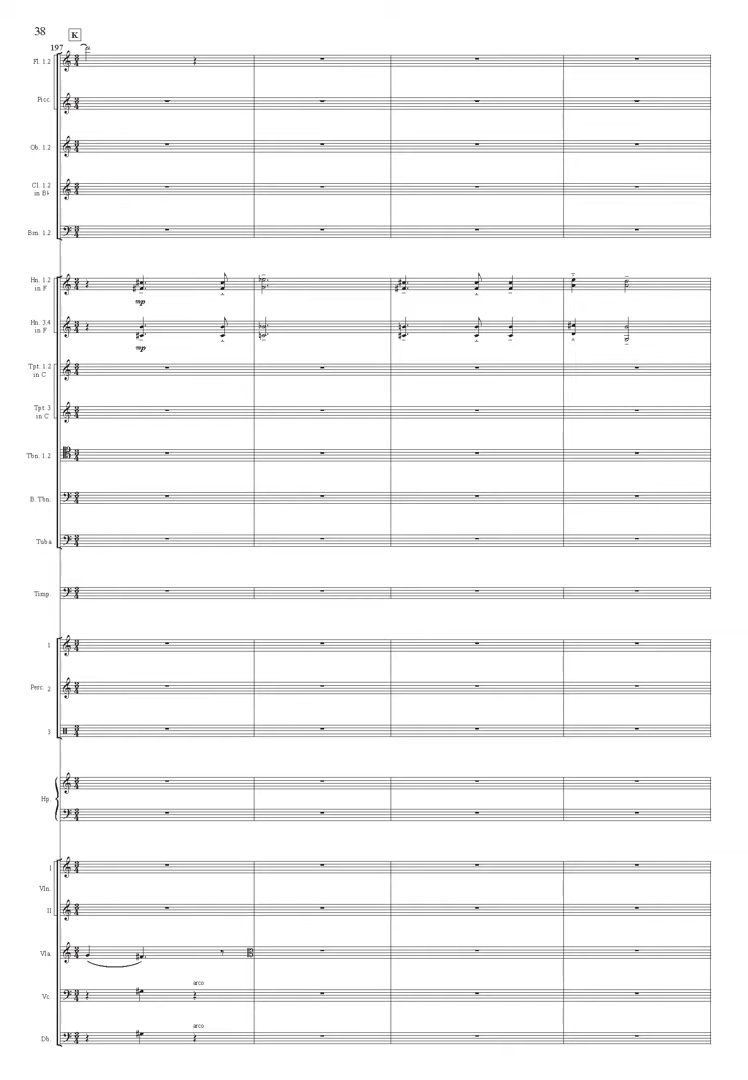 38
K
197
Fl. 1.2
Picc.
Ob. 1.2
Cl. 1.2
in B♭
Bsn. 1.2
Hn. 1.2
in F
mp
Hn. 3.4
in F
mp
Tpt. 1.2
in C
Tpt. 3
in C
Tbn. 1.2
B. Tbn.
Tuba
Timp.
1
Perc. 2
3
Hp.
I
Vln.
II
Vla.
arco
Vc.
arco
Db.